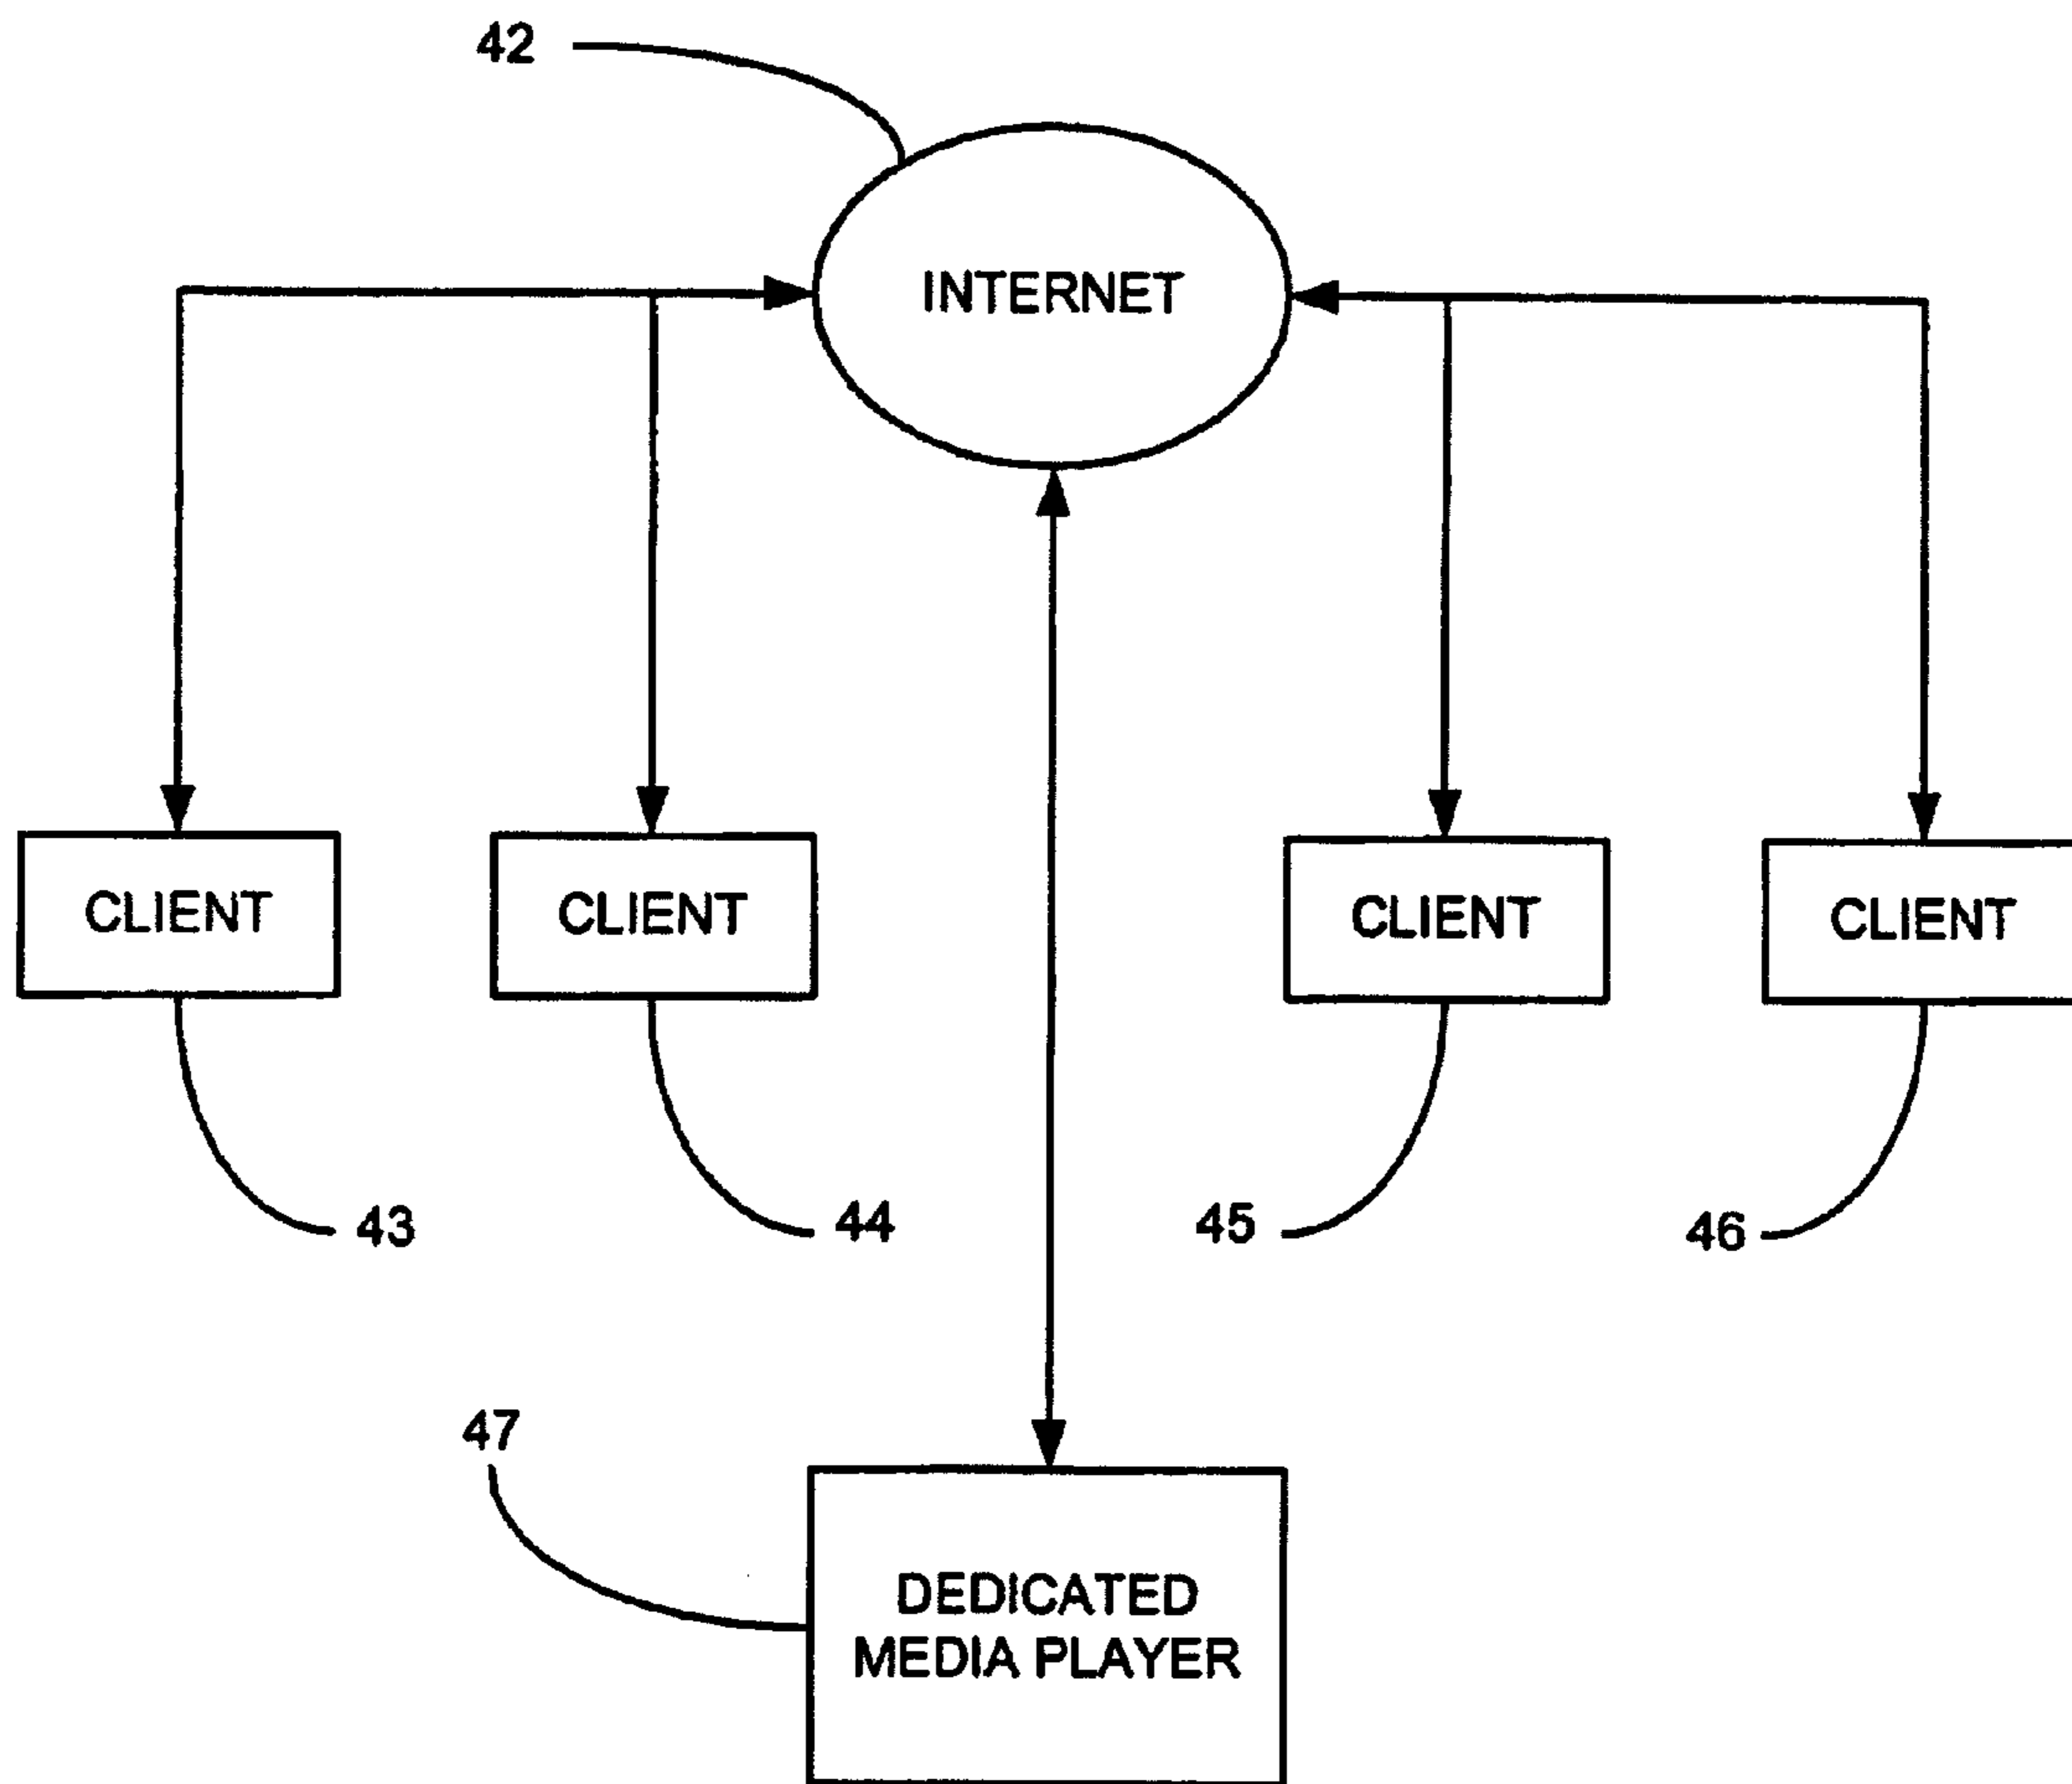 42
INTERNET
CLIENT
CLIENT
CLIENT
CLIENT
43
44
45
46
47
DEDICATED
MEDIA PLAYER